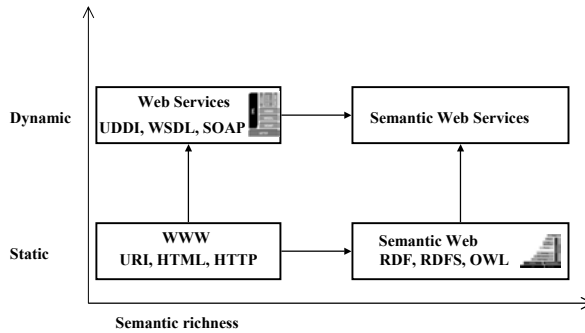 Dynamic
Web Services
UDDI, WSDL, SOAP
Semantic Web Services
Static
WWW
URI, HTML, HTTP
Semantic Web
RDF, RDFS, OWL
Semantic richness